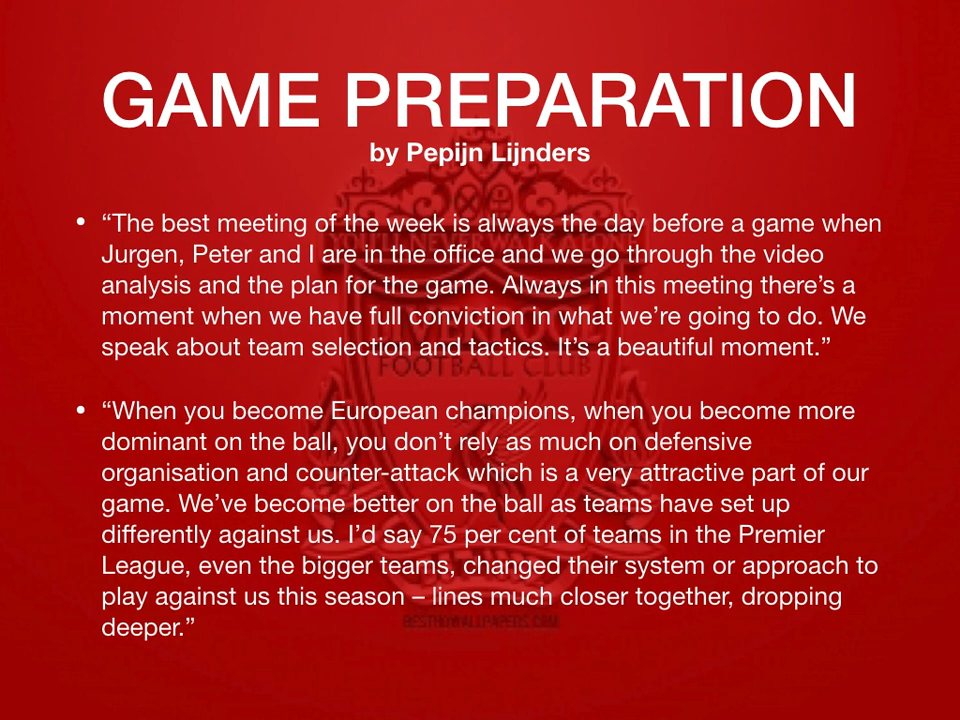 GAME PREPARATION
by Pepijn Lijnders
• “The best meeting of the week is always the day before a game when
Jurgen, Peter and I are in the office and we go through the video
analysis and the plan for the game. Always in this meeting there’s a
moment when we have full conviction in what we’re going to do. We
speak about team selection and tactics. It’s a beautiful moment.”
• “When you become European champions, when you become more
dominant on the ball, you don’t rely as much on defensive
organisation and counter-attack which is a very attractive part of our
game. We’ve become better on the ball as teams have set up
differently against us. I’d say 75 per cent of teams in the Premier
League, even the bigger teams, changed their system or approach to
play against us this season – lines much closer together, dropping
deeper.”
FOOTBALL CLUB